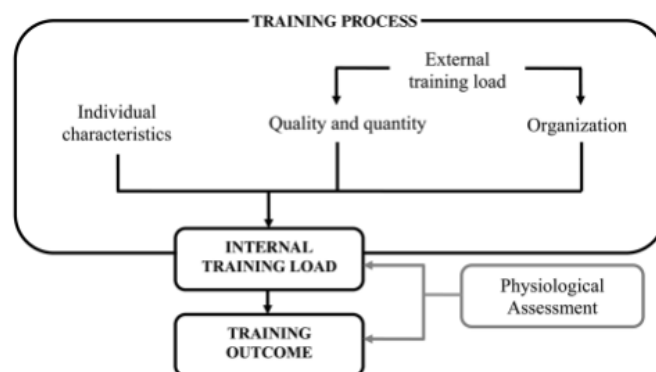 TRAINING PROCESS
External
training load
Individual
characteristics
Quality and quantity
Organization
INTERNAL
TRAINING LOAD
Physiological
Assessment
TRAINING
OUTCOME